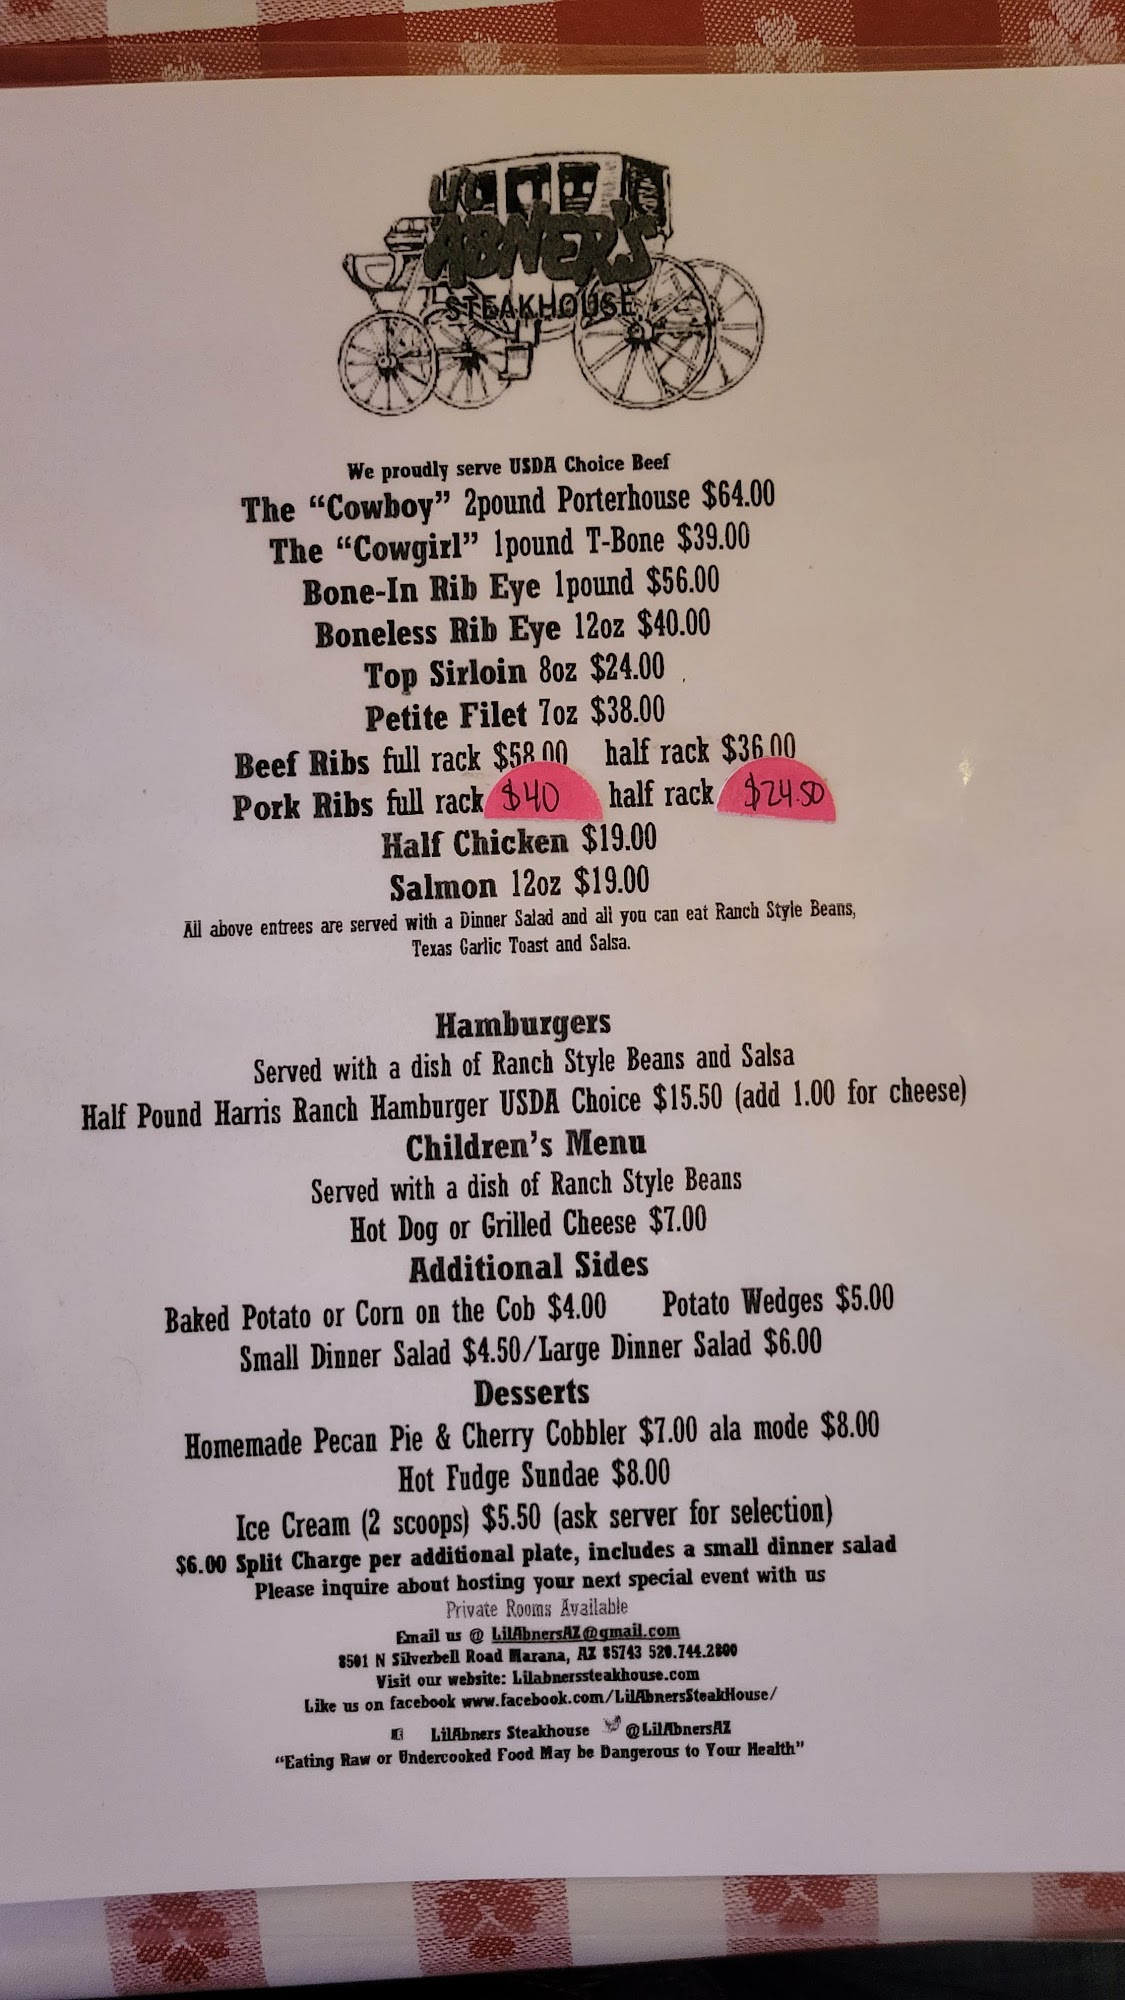 LI'L
ABNER'S
STEAKHOUSE
We proudly serve USDA Choice Beef
The “Cowboy” 2pound Porterhouse $64.00
The “Cowgirl” 1pound T-Bone $39.00
Bone-In Rib Eye 1pound $56.00
Boneless Rib Eye 12oz $40.00
Top Sirloin 8oz $24.00
Petite Filet 7oz $38.00
Beef Ribs full rack $58.00 half rack $36.00
Pork Ribs full rack $40 half rack $24.50
Half Chicken $19.00
Salmon 12oz $19.00
All above entrees are served with a Dinner Salad and all you can eat Ranch Style Beans,
Texas Garlic Toast and Salsa.
Hamburgers
Served with a dish of Ranch Style Beans and Salsa
Half Pound Harris Ranch Hamburger USDA Choice $15.50 (add 1.00 for cheese)
Children's Menu
Served with a dish of Ranch Style Beans
Hot Dog or Grilled Cheese $7.00
Additional Sides
Baked Potato or Corn on the Cob $4.00 Potato Wedges $5.00
Small Dinner Salad $4.50/Large Dinner Salad $6.00
Desserts
Homemade Pecan Pie & Cherry Cobbler $7.00 ala mode $8.00
Hot Fudge Sundae $8.00
Ice Cream (2 scoops) $5.50 (ask server for selection)
$6.00 Split Charge per additional plate, includes a small dinner salad
Please inquire about hosting your next special event with us
Private Rooms Available
Email us @ LilAbnersAZ@gmail.com
8501 N Silverbell Road Marana, AZ 85743 520.744.2800
Visit our website: Lilabnerssteakhouse.com
Like us on facebook www.facebook.com/LilAbnersSteakHouse/
LilAbners Steakhouse @LilAbnersAZ
“Eating Raw or Undercooked Food May be Dangerous to Your Health”